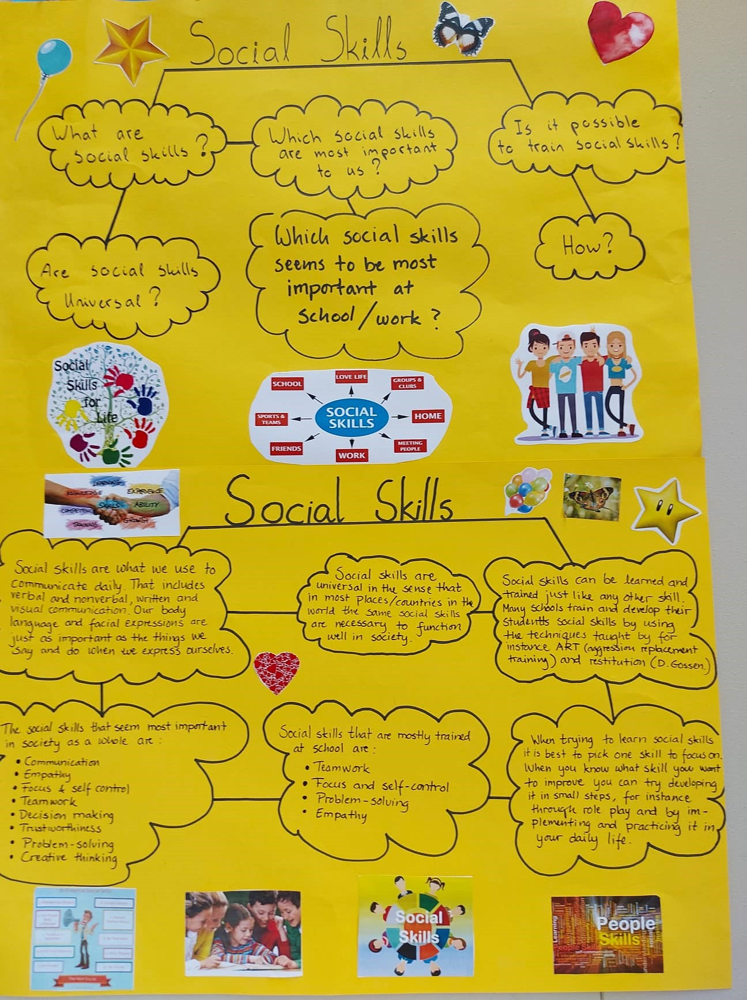 Social Skills
What are
social skills?
Which social skills
are most important
to us?
Is it possible
to train social skills?
Are social skills
Universal?
Which social skills
seems to be most
important at
school/work?
How?
Social
Skills
for
Life
SCHOOL
LOVE LIFE
GROUPS &
CLUBS
SPORTS &
TEAMS
SOCIAL
SKILLS
HOME
FRIENDS
WORK
MEETING
PEOPLE
LEARNING
KNOWLEDGE
EXPERIENCE
SKILLS
ABILITY
COMPETENCE
GROWTH
TRAINING
Social Skills
Social skills are what we use to
communicate daily. That includes
verbal and nonverbal, written and
visual communication. Our body
language and facial expressions are
just as important as the things we
say and do when we express ourselves.
Social skills are
universal in the sense that
in most places/countries in the
world the same social skills
are necessary to function
well in society.
Social skills can be learned and
trained just like any other skill.
Many schools train and develop their
students social skills by using
the techniques taught by for
instance ART (aggression replacement
training) and restitution (D. Gossen.)
The social skills that seem most important
in society as a whole are:
• Communication
• Empathy
• Focus & self control
• Teamwork
• Decision making
• Trustworthiness
• Problem-solving
• Creative thinking
Social skills that are mostly trained
at school are:
• Teamwork
• Focus and self-control
• Problem-solving
• Empathy
When trying to learn social skills
it is best to pick one skill to focus on.
When you know what skill you want
to improve you can try developing
it in small steps, for instance
through role play and by im-
plementing and practicing it in
your daily life.
Social
Skills
Learning
People
Skills
People Skills